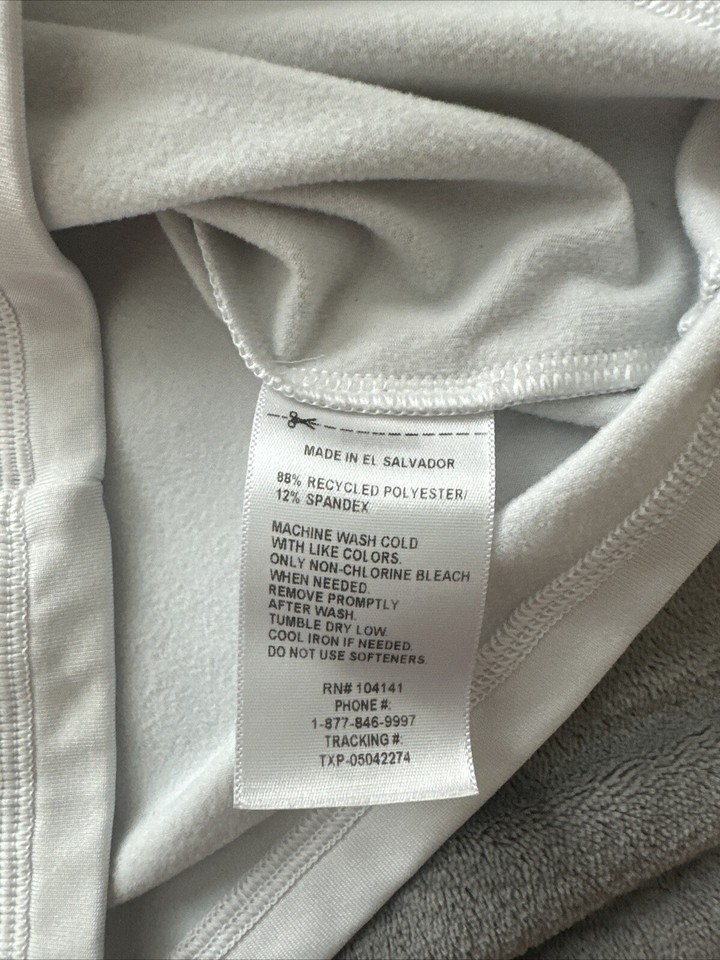 MADE IN EL SALVADOR
88% RECYCLED POLYESTER/
12% SPANDEX
MACHINE WASH COLD
WITH LIKE COLORS.
ONLY NON-CHLORINE BLEACH
WHEN NEEDED.
REMOVE PROMPTLY
AFTER WASH.
TUMBLE DRY LOW.
COOL IRON IF NEEDED.
DO NOT USE SOFTENERS.
RN# 104141
PHONE #:
1-877-846-9997
TRACKING #:
TXP-05042274